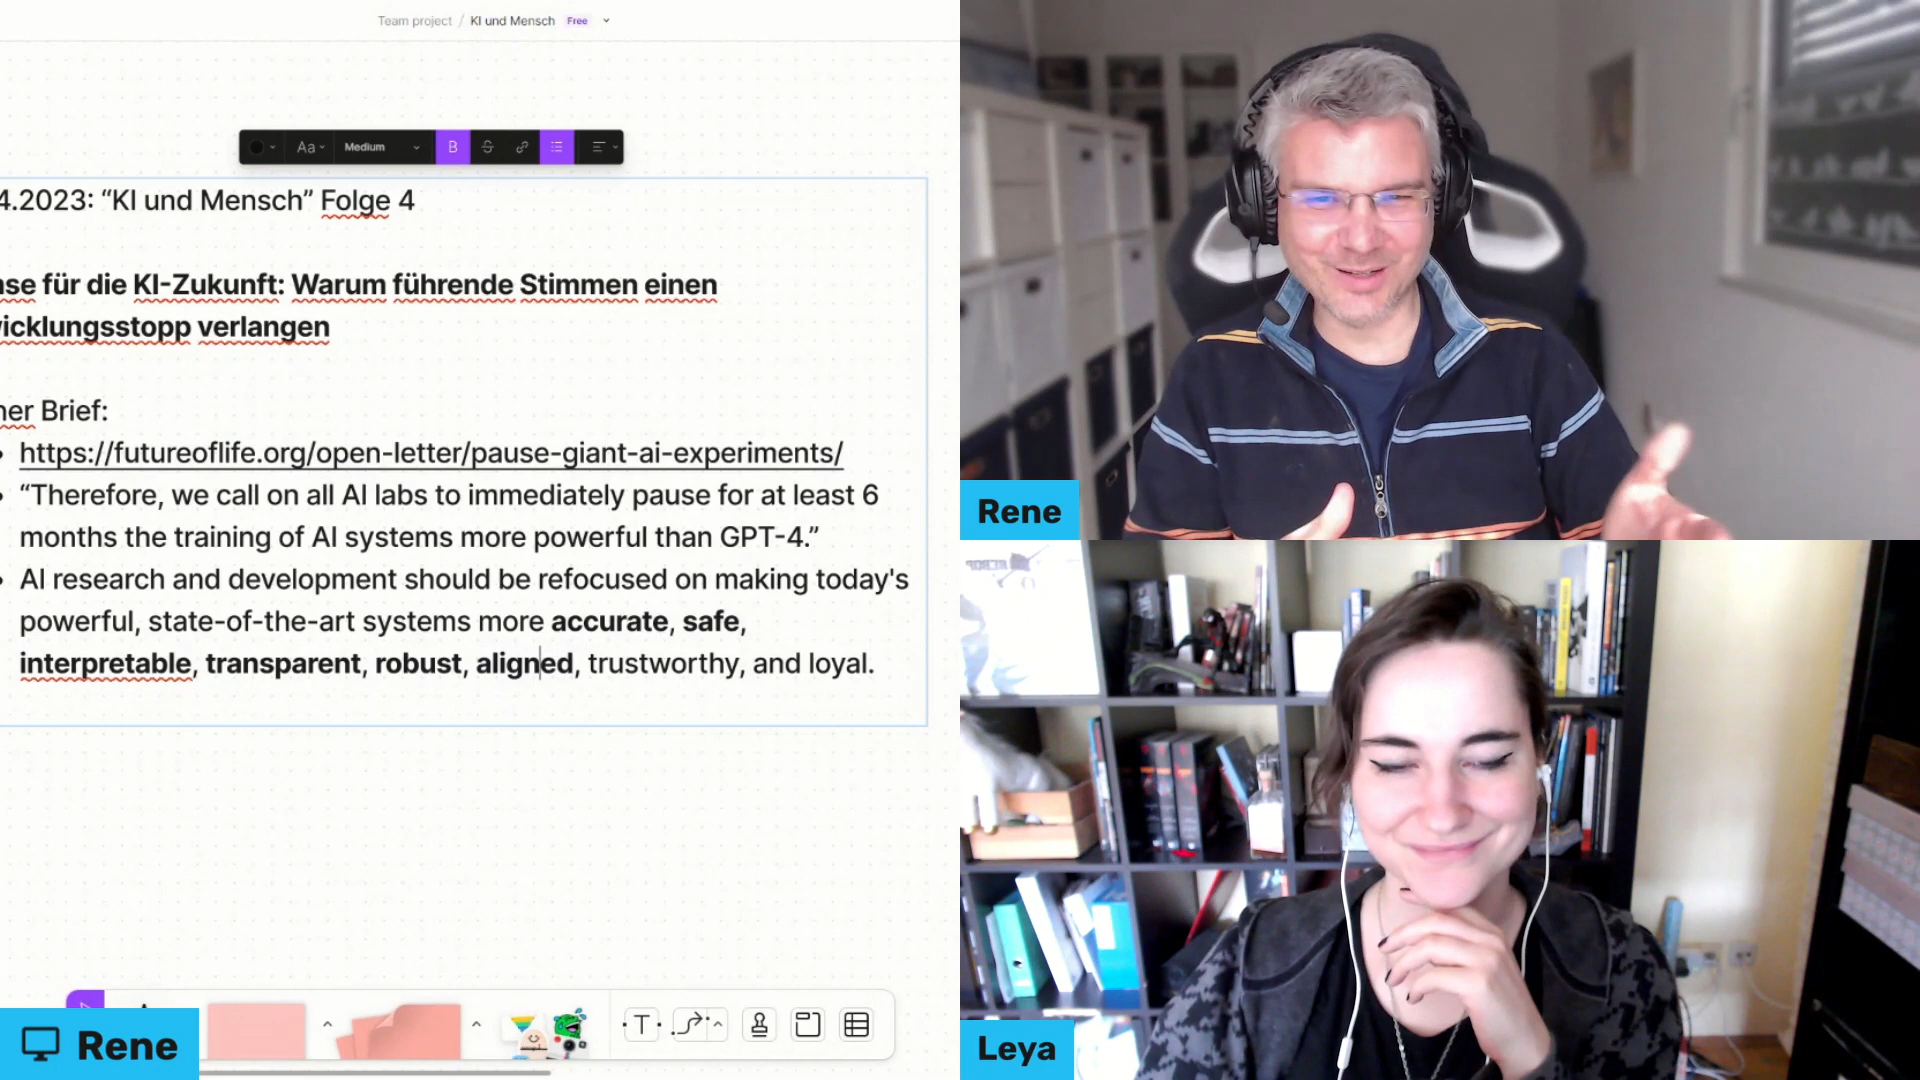 Team project / KI und Mensch Free
Aa Medium B S
4.2023: “KI und Mensch” Folge 4
use für die KI-Zukunft: Warum führende Stimmen einen
wicklungsstopp verlangen
ner Brief:
https://futureoflife.org/open-letter/pause-giant-ai-experiments/
“Therefore, we call on all AI labs to immediately pause for at least 6
months the training of AI systems more powerful than GPT-4.”
AI research and development should be refocused on making today's
powerful, state-of-the-art systems more accurate, safe,
interpretable, transparent, robust, aligned, trustworthy, and loyal.
T
Rene
Rene
Leya